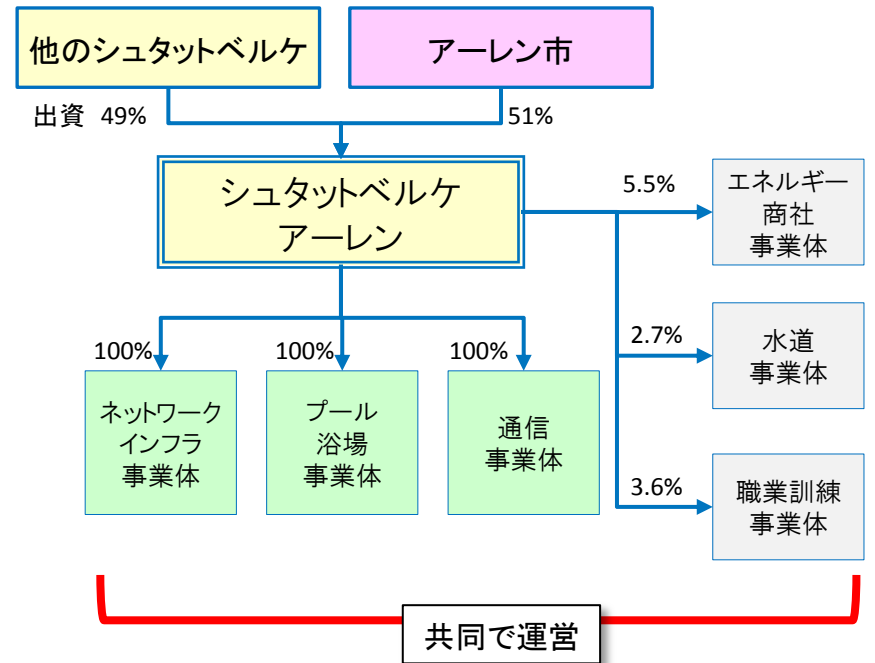 他のシュタットベルケ
アーレン市
出資 49%
51%
シュタットベルケ
アーレン
5.5%
エネルギー
商社
事業体
2.7%
水道
事業体
3.6%
職業訓練
事業体
100%
100%
100%
ネットワーク
インフラ
事業体
プール
浴場
事業体
通信
事業体
共同で運営